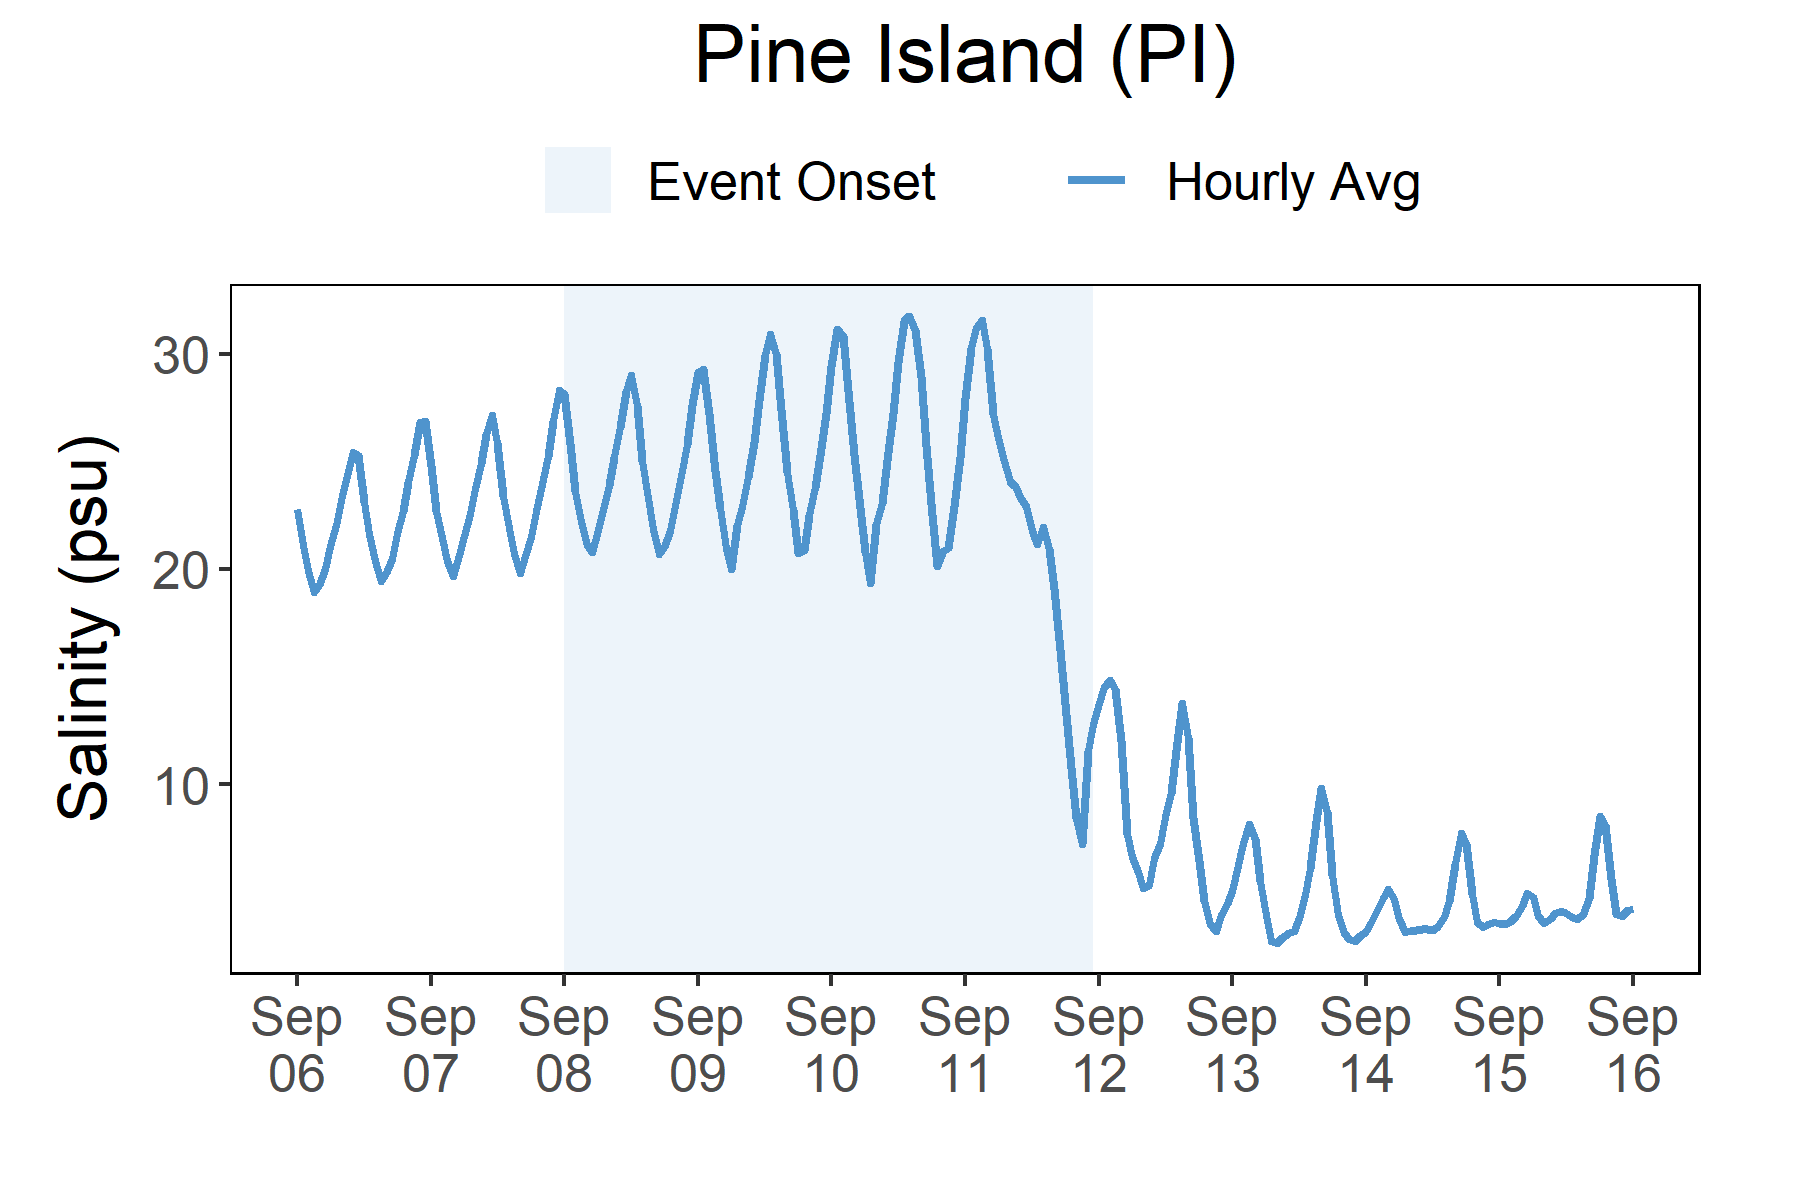 Pine Island (PI)
Event Onset
Hourly Avg
Salinity (psu)
30
20
10
Sep 06
Sep 07
Sep 08
Sep 09
Sep 10
Sep 11
Sep 12
Sep 13
Sep 14
Sep 15
Sep 16